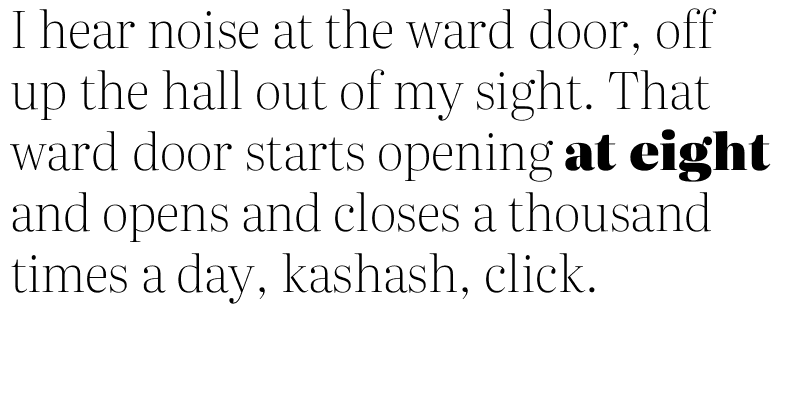 I hear noise at the ward door, off
up the hall out of my sight. That
ward door starts opening at eight
and opens and closes a thousand
times a day, kashash, click.